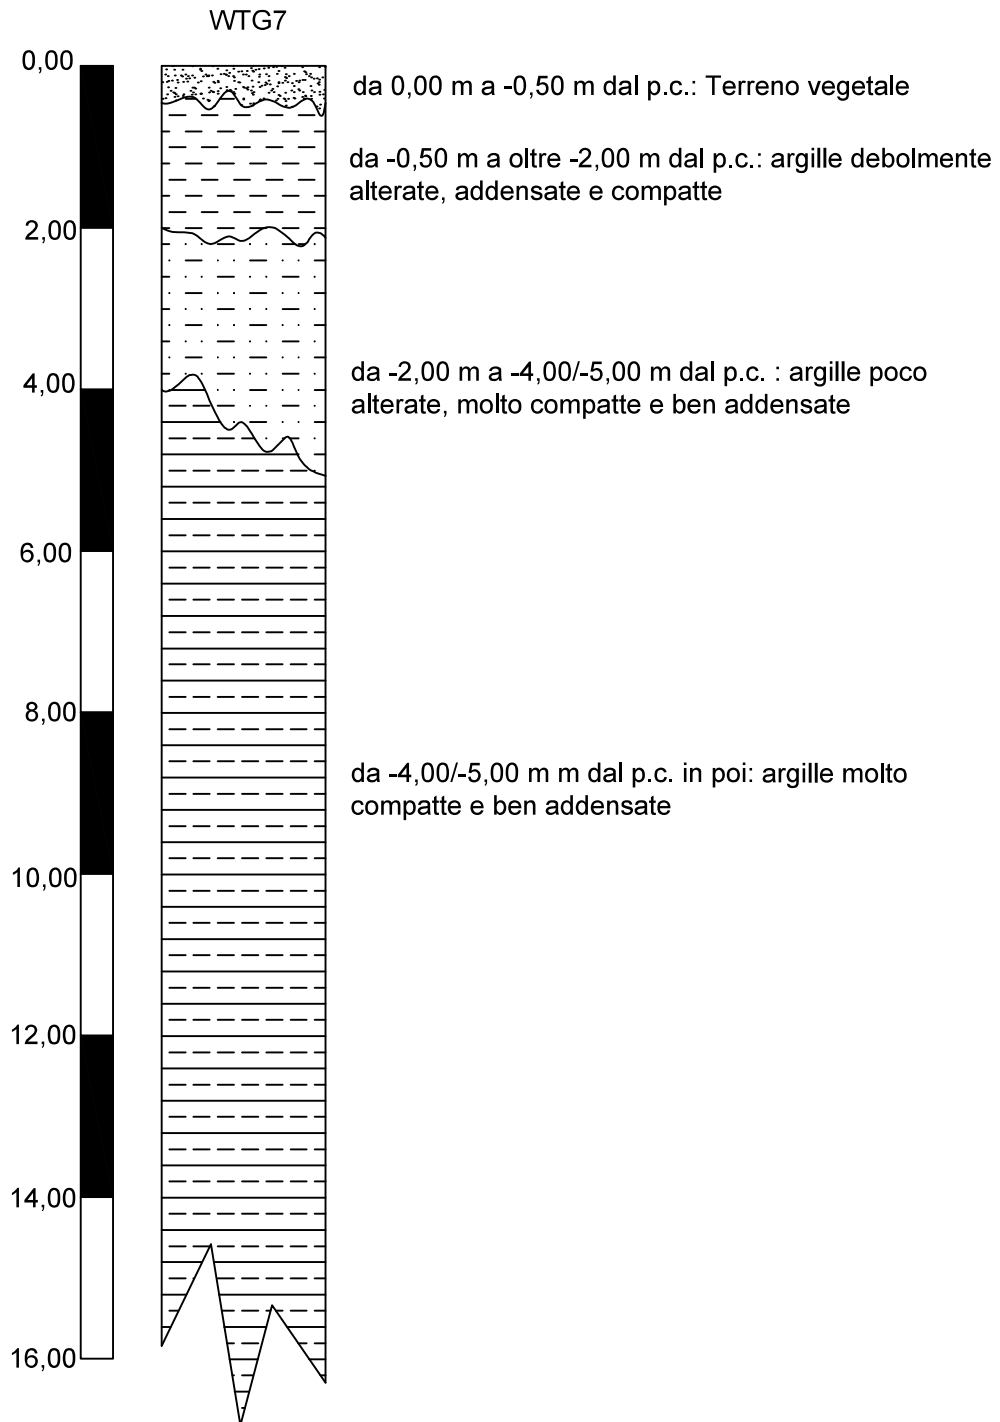 WTG7
0,00
da 0,00 m a -0,50 m dal p.c.: Terreno vegetale
da -0,50 m a oltre -2,00 m dal p.c.: argille debolmente
alterate, addensate e compatte
2,00
da -2,00 m a -4,00/-5,00 m dal p.c. : argille poco
alterate, molto compatte e ben addensate
4,00
6,00
8,00
da -4,00/-5,00 m m dal p.c. in poi: argille molto
compatte e ben addensate
10,00
12,00
14,00
16,00